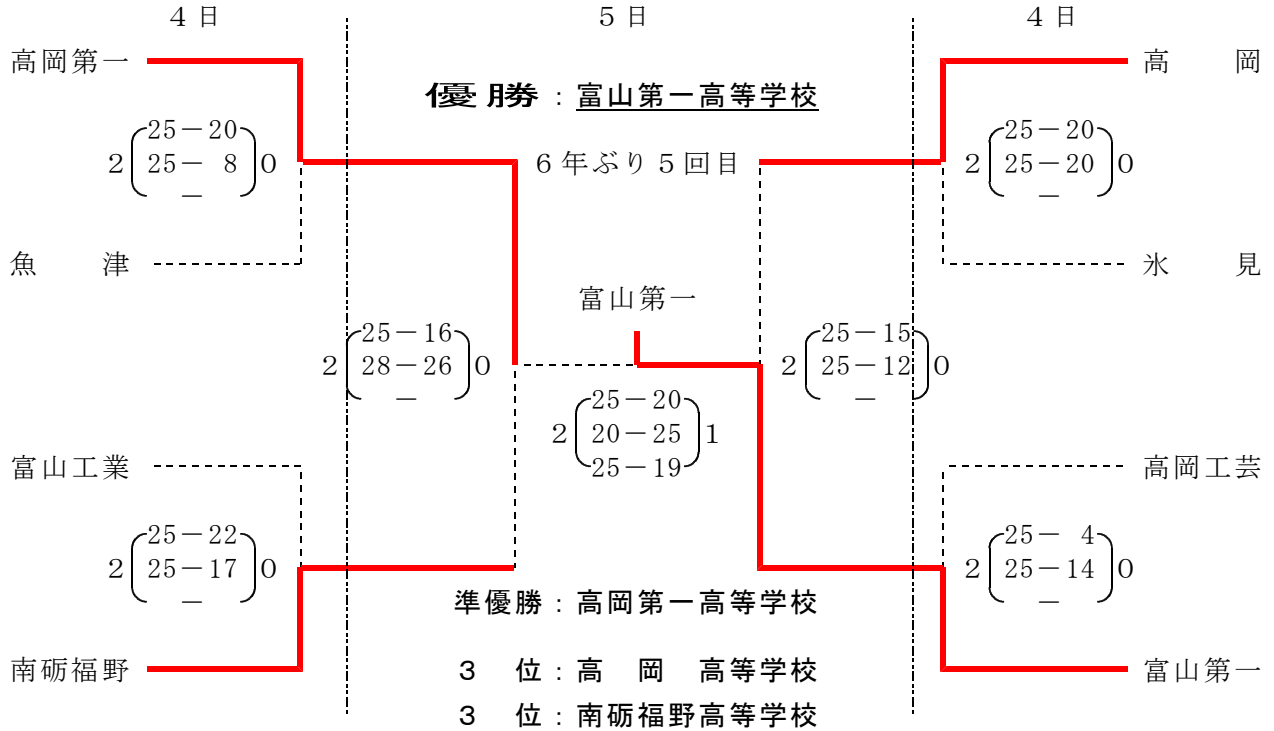 4日 5日 4日
高岡第一 高岡
優勝：富山第一高等学校
25－20 25－20
2 25－ 8 0 6年ぶり5回目 2 25－20 0
－ －
魚津 氷見
富山第一
25－16 25－15
2 28－26 0 2 25－12 0
－ －
25－20
2 20－25 1
25－19
富山工業 高岡工芸
25－22 25－ 4
2 25－17 0 2 25－14 0
－ －
準優勝：高岡第一高等学校
南砺福野 3位：高岡高等学校 富山第一
3位：南砺福野高等学校